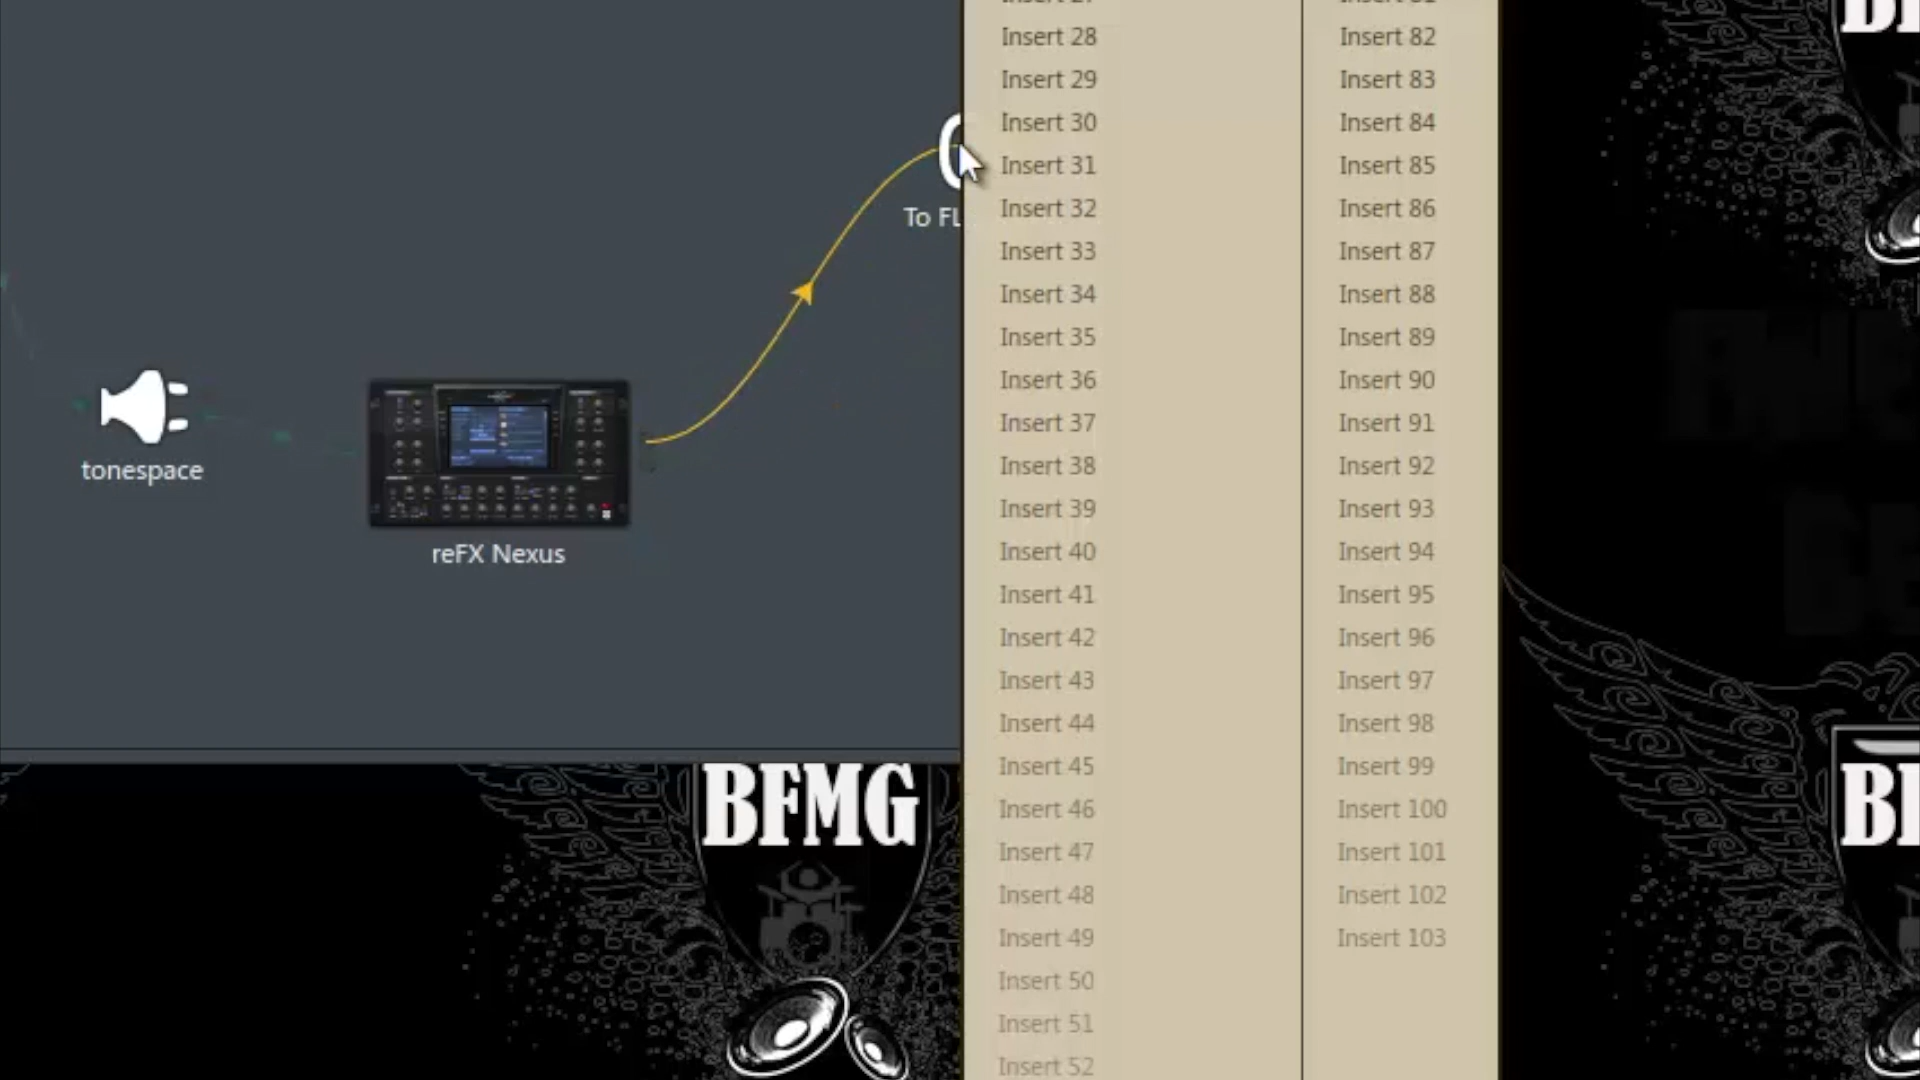 To FL
tonespace
reFX Nexus
BFMG
Insert 28
Insert 29
Insert 30
Insert 31
Insert 32
Insert 33
Insert 34
Insert 35
Insert 36
Insert 37
Insert 38
Insert 39
Insert 40
Insert 41
Insert 42
Insert 43
Insert 44
Insert 45
Insert 46
Insert 47
Insert 48
Insert 49
Insert 50
Insert 51
Insert 52
Insert 82
Insert 83
Insert 84
Insert 85
Insert 86
Insert 87
Insert 88
Insert 89
Insert 90
Insert 91
Insert 92
Insert 93
Insert 94
Insert 95
Insert 96
Insert 97
Insert 98
Insert 99
Insert 100
Insert 101
Insert 102
Insert 103